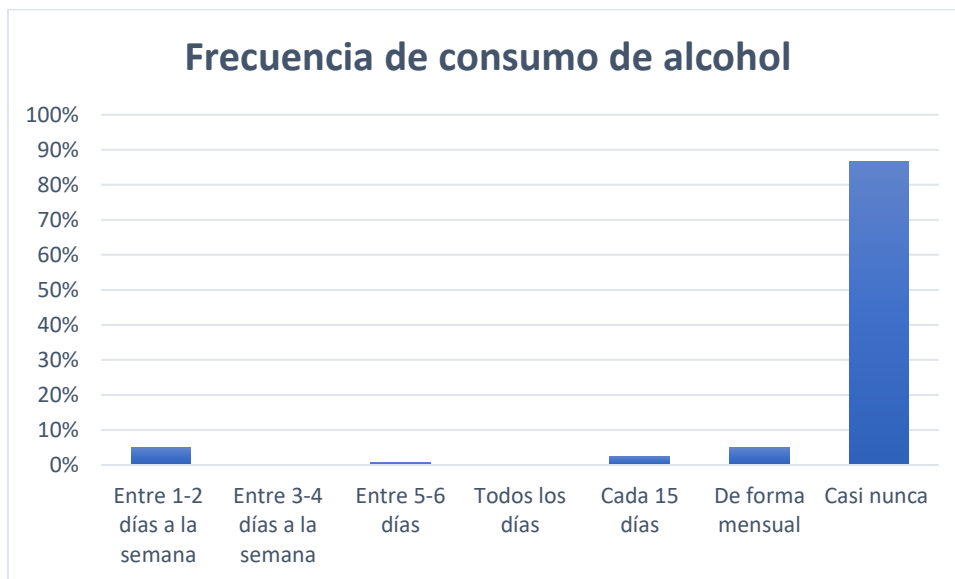 Frecuencia de consumo de alcohol
100%
90%
80%
70%
60%
50%
40%
30%
20%
10%
0%
Entre 1-2
días a la
semana
Entre 3-4
días a la
semana
Entre 5-6
días
Todos los
días
Cada 15
días
De forma
mensual
Casi nunca